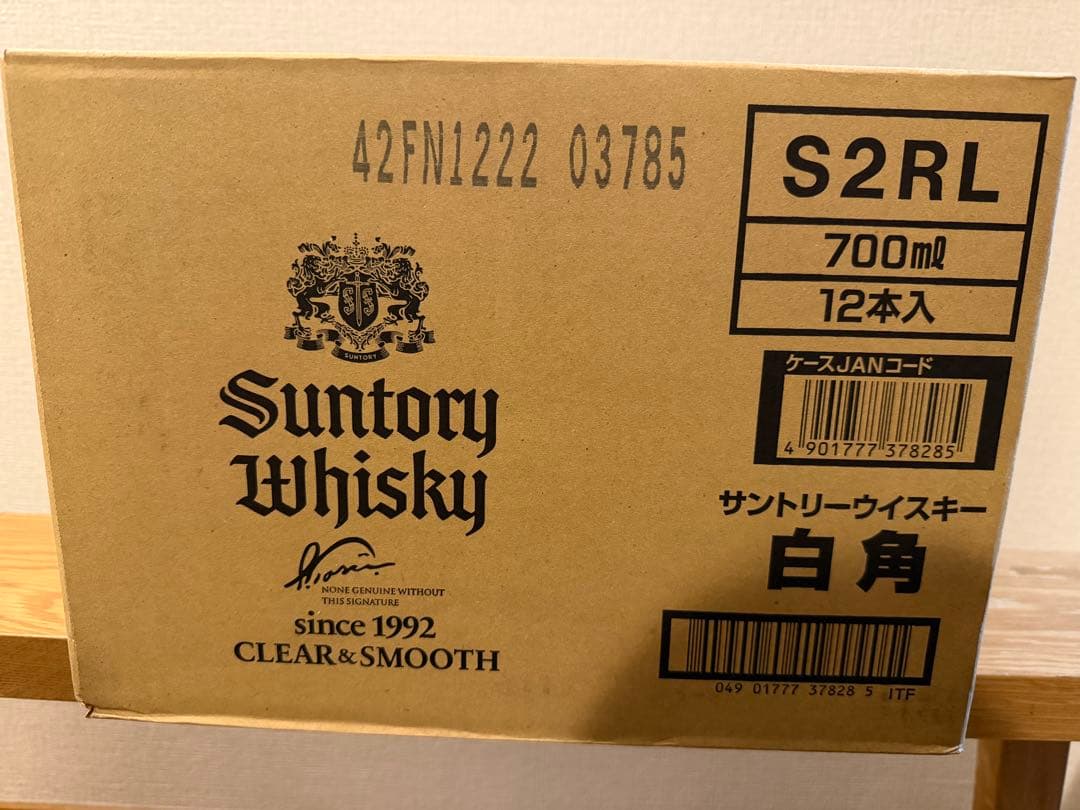 42FN1222 03785
S2RL
700ml
12本入
ケースJANコード
4 901777 378285
サントリーウイスキー
白角
049 01777 37828 5 ITF
SUNTORY
Suntory
Whisky
NONE GENUINE WITHOUT
THIS SIGNATURE
since 1992
CLEAR&SMOOTH